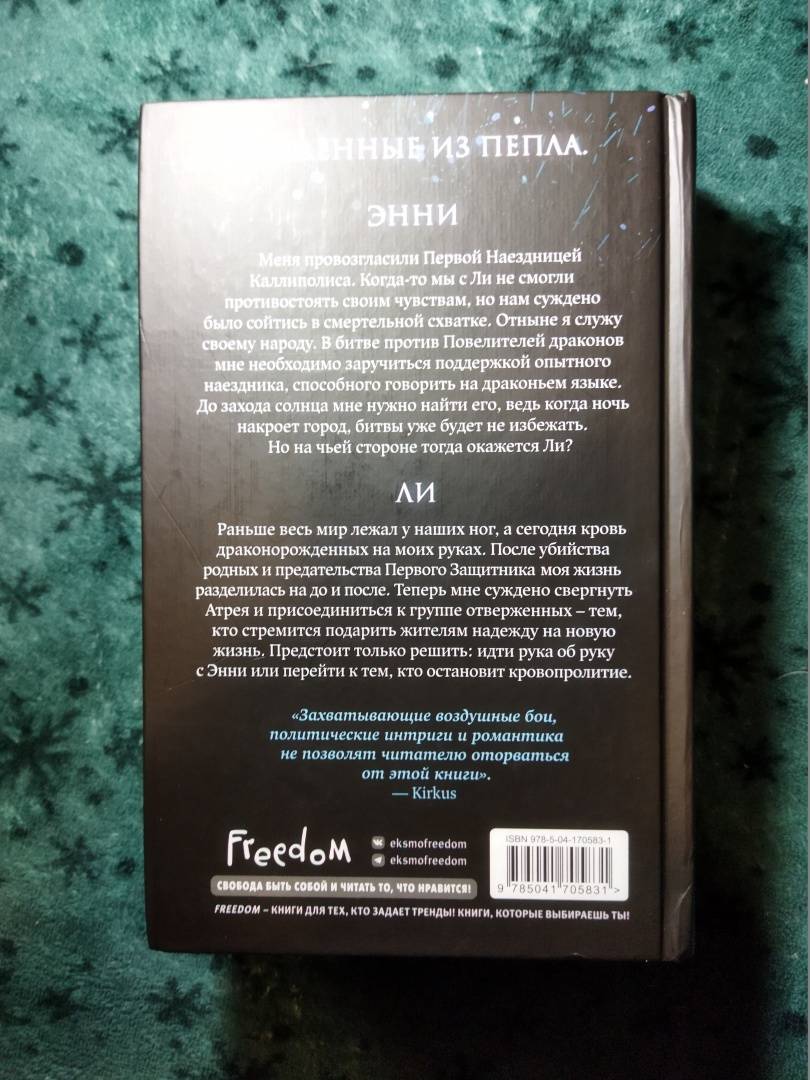 ЕННЫЕ ИЗ ПЕПЛА.
ЭННИ
Меня провозгласили Первой Наездницей
Каллиполиса. Когда-то мы с Ли не смогли
противостоять своим чувствам, но нам суждено
было сойтись в смертельной схватке. Отныне я служу
своему народу. В битве против Повелителей драконов
мне необходимо заручиться поддержкой опытного
наездника, способного говорить на драконьем языке.
До захода солнца мне нужно найти его, ведь когда ночь
накроет город, битвы уже будет не избежать.
Но на чьей стороне тогда окажется Ли?
ЛИ
Раньше весь мир лежал у наших ног, а сегодня кровь
драконорожденных на моих руках. После убийства
родных и предательства Первого Защитника моя жизнь
разделилась на до и после. Теперь мне суждено свергнуть
Атрея и присоединиться к группе отверженных – тем,
кто стремится подарить жителям надежду на новую
жизнь. Предстоит только решить: идти рука об руку
с Энни или перейти к тем, кто остановит кровопролитие.
«Захватывающие воздушные бои,
политические интриги и романтика
не позволят читателю оторваться
от этой книги».
— Kirkus
Freedom
eksmofreedom
eksmofreedom
СВОБОДА БЫТЬ СОБОЙ И ЧИТАТЬ ТО, ЧТО НРАВИТСЯ!
FREEDOM – КНИГИ ДЛЯ ТЕХ, КТО ЗАДАЕТ ТРЕНДЫ! КНИГИ, КОТОРЫЕ ВЫБИРАЕШЬ ТЫ!
ISBN 978-5-04-170583-1
9 785041 705831 >